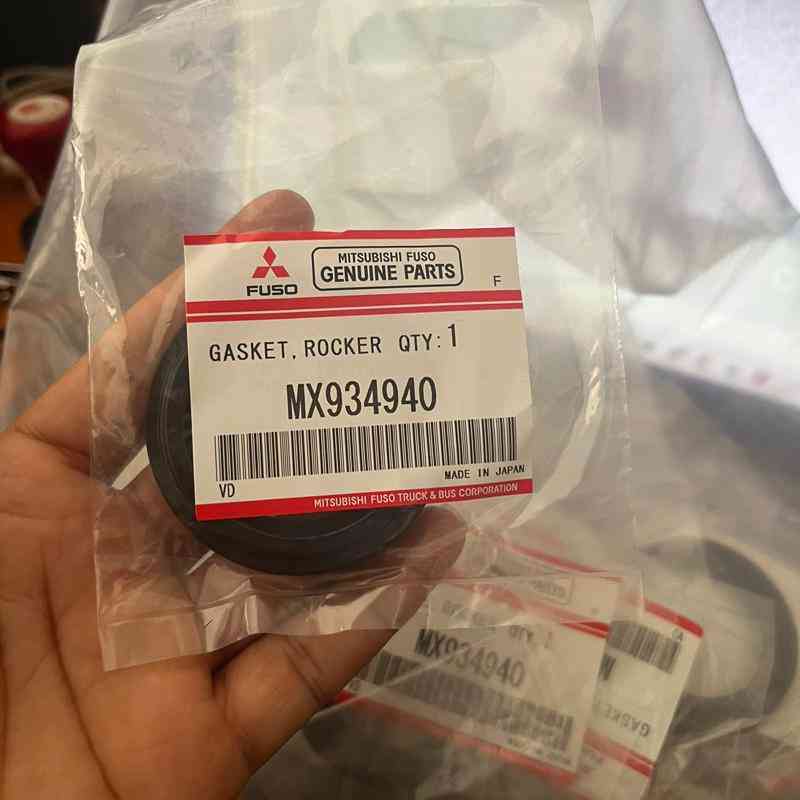 MITSUBISHI FUSO
GENUINE PARTS
FUSO
F
GASKET, ROCKER QTY: 1
MX934940
VD
MADE IN JAPAN
MITSUBISHI FUSO TRUCK & BUS CORPORATION
MX934940
GASKET